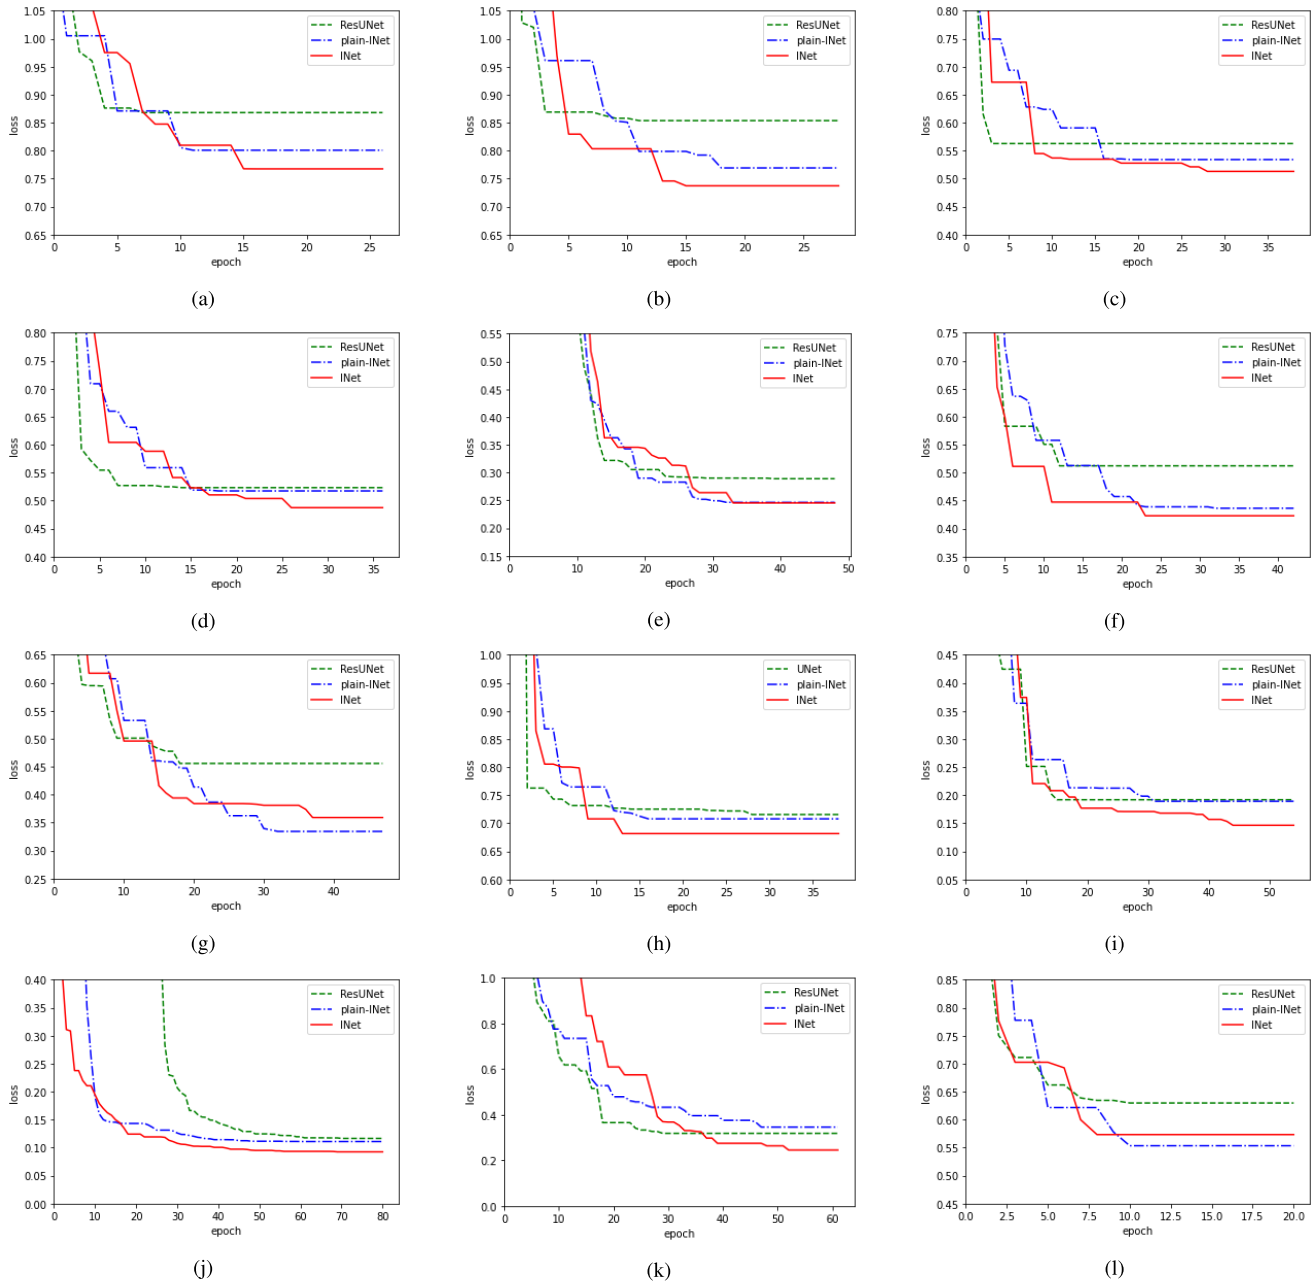 1.05
1.00
0.95
0.90
0.85
0.80
0.75
0.70
0.65
loss
ResUNet
plain-INet
INet
0 5 10 15 20 25
epoch
(a)
1.05
1.00
0.95
0.90
0.85
0.80
0.75
0.70
0.65
loss
ResUNet
plain-INet
INet
0 5 10 15 20 25
epoch
(b)
0.80
0.75
0.70
0.65
0.60
0.55
0.50
0.45
0.40
loss
ResUNet
plain-INet
INet
0 5 10 15 20 25 30 35
epoch
(c)
0.80
0.75
0.70
0.65
0.60
0.55
0.50
0.45
0.40
loss
ResUNet
plain-INet
INet
0 5 10 15 20 25 30 35
epoch
(d)
0.55
0.50
0.45
0.40
0.35
0.30
0.25
0.20
0.15
loss
ResUNet
plain-INet
INet
0 10 20 30 40 50
epoch
(e)
0.75
0.70
0.65
0.60
0.55
0.50
0.45
0.40
0.35
loss
ResUNet
plain-INet
INet
0 5 10 15 20 25 30 35 40
epoch
(f)
0.65
0.60
0.55
0.50
0.45
0.40
0.35
0.30
0.25
loss
ResUNet
plain-INet
INet
0 10 20 30 40
epoch
(g)
1.00
0.95
0.90
0.85
0.80
0.75
0.70
0.65
0.60
loss
UNet
plain-INet
INet
0 5 10 15 20 25 30 35
epoch
(h)
0.45
0.40
0.35
0.30
0.25
0.20
0.15
0.10
0.05
loss
ResUNet
plain-INet
INet
0 10 20 30 40 50
epoch
(i)
0.40
0.35
0.30
0.25
0.20
0.15
0.10
0.05
0.00
loss
ResUNet
plain-INet
INet
0 10 20 30 40 50 60 70 80
epoch
(j)
1.0
0.8
0.6
0.4
0.2
0.0
loss
ResUNet
plain-INet
INet
0 10 20 30 40 50 60
epoch
(k)
0.85
0.80
0.75
0.70
0.65
0.60
0.55
0.50
0.45
loss
ResUNet
plain-INet
INet
0.0 2.5 5.0 7.5 10.0 12.5 15.0 17.5 20.0
epoch
(l)